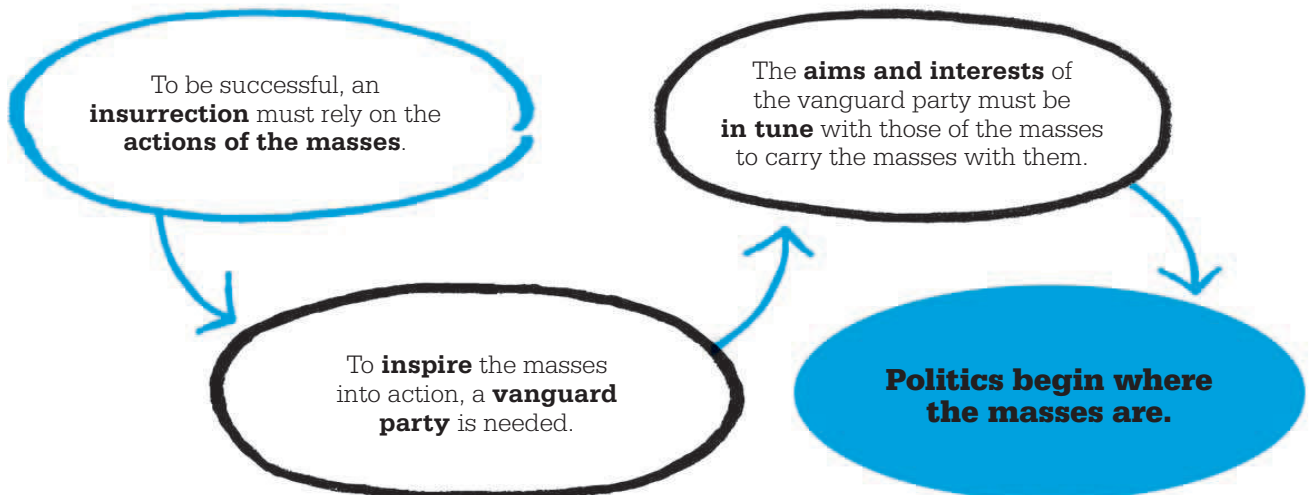 To be successful, an
insurrection must rely on the
actions of the masses.
To inspire the masses
into action, a vanguard
party is needed.
The aims and interests of
the vanguard party must be
in tune with those of the masses
to carry the masses with them.
Politics begin where
the masses are.